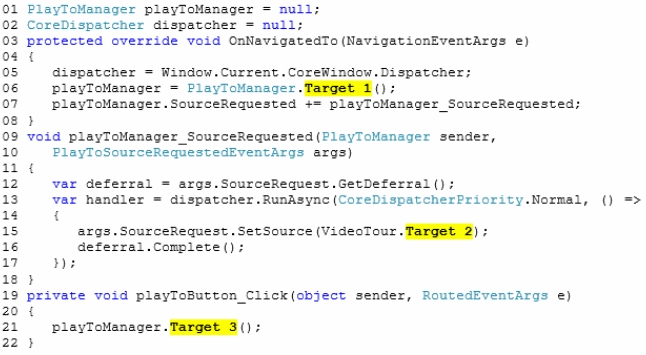 01 PlayToManager playToManager = null;
02 CoreDispatcher dispatcher = null;
03 protected override void OnNavigatedTo(NavigationEventArgs e)
04 {
05    dispatcher = Window.Current.CoreWindow.Dispatcher;
06    playToManager = PlayToManager.Target 1();
07    playToManager.SourceRequested += playToManager_SourceRequested;
08 }
09 void playToManager_SourceRequested(PlayToManager sender,
10    PlayToSourceRequestedEventArgs args)
11 {
12    var deferral = args.SourceRequest.GetDeferral();
13    var handler = dispatcher.RunAsync(CoreDispatcherPriority.Normal, () =>
14    {
15       args.SourceRequest.SetSource(VideoTour.Target 2);
16       deferral.Complete();
17    });
18 }
19 private void playToButton_Click(object sender, RoutedEventArgs e)
20 {
21    playToManager.Target 3();
22 }